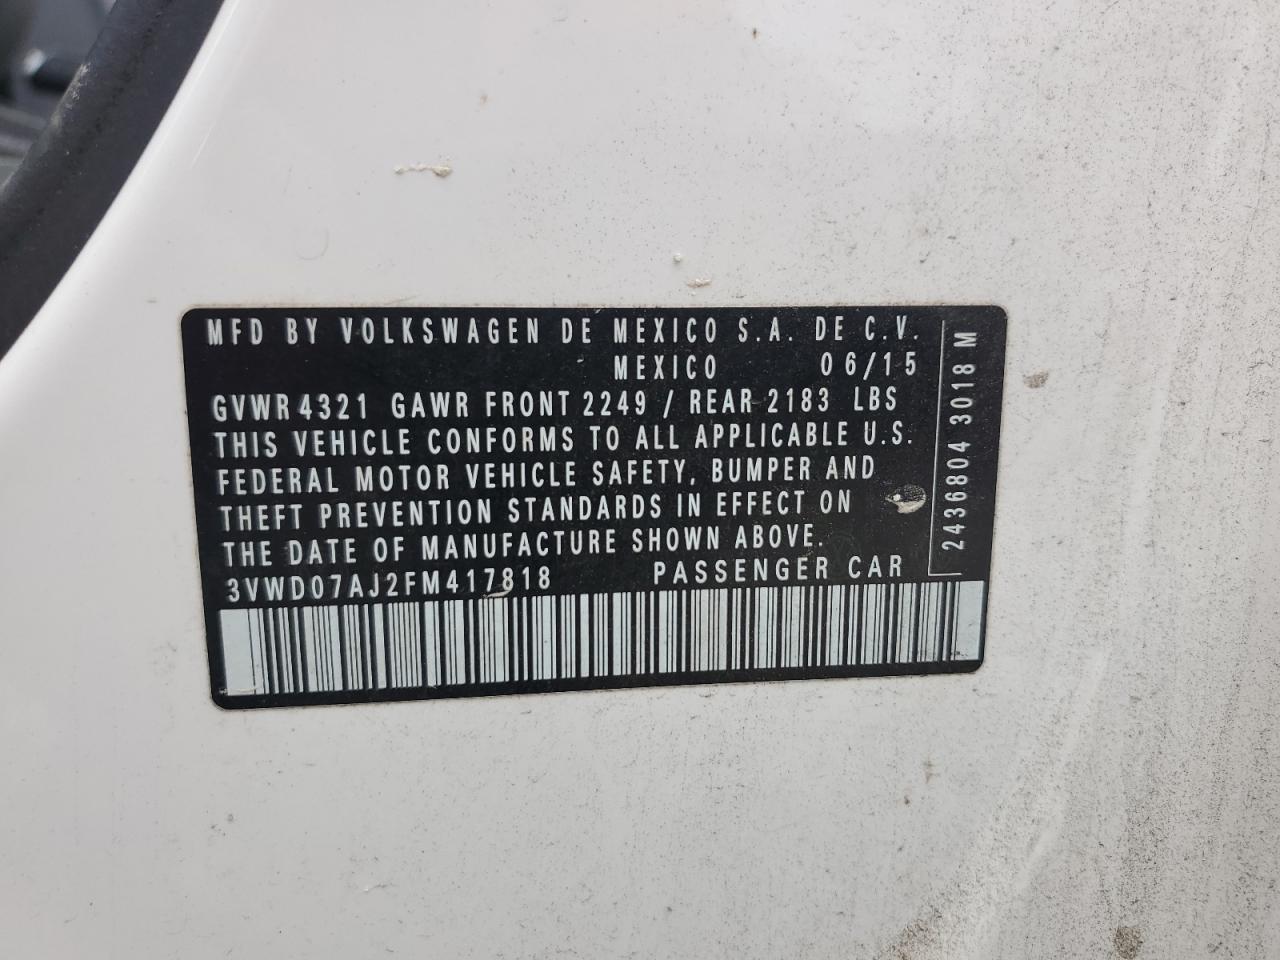 MFD BY VOLKSWAGEN DE MEXICO S.A. DE C.V.
MEXICO 06/15
GVWR 4321 GAWR FRONT 2249 / REAR 2183 LBS
THIS VEHICLE CONFORMS TO ALL APPLICABLE U.S.
FEDERAL MOTOR VEHICLE SAFETY, BUMPER AND
THEFT PREVENTION STANDARDS IN EFFECT ON
THE DATE OF MANUFACTURE SHOWN ABOVE.
3VWD07AJ2FM417818 PASSENGER CAR
2436804 3018 M